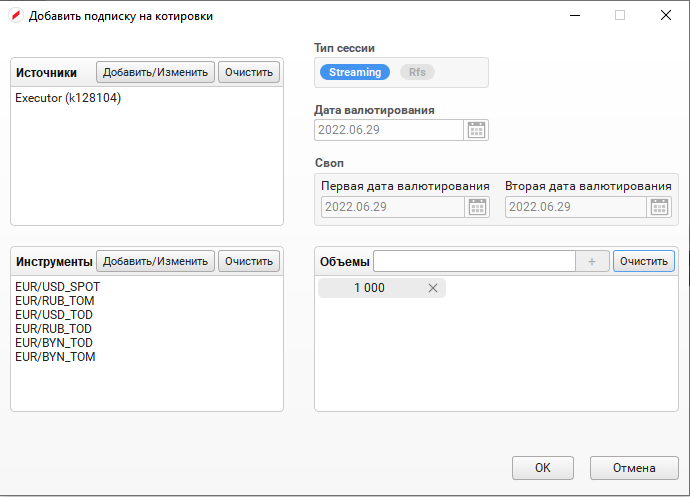 Добавить подписку на котировки
Источники Добавить/Изменить Очистить
Executor (k128104)
Тип сессии
Streaming Rfs
Дата валютирования
2022.06.29
Своп
Первая дата валютирования Вторая дата валютирования
2022.06.29 2022.06.29
Инструменты Добавить/Изменить Очистить
EUR/USD_SPOT
EUR/RUB_TOM
EUR/USD_TOD
EUR/RUB_TOD
EUR/BYN_TOD
EUR/BYN_TOM
Объемы + Очистить
1 000
OK Отмена